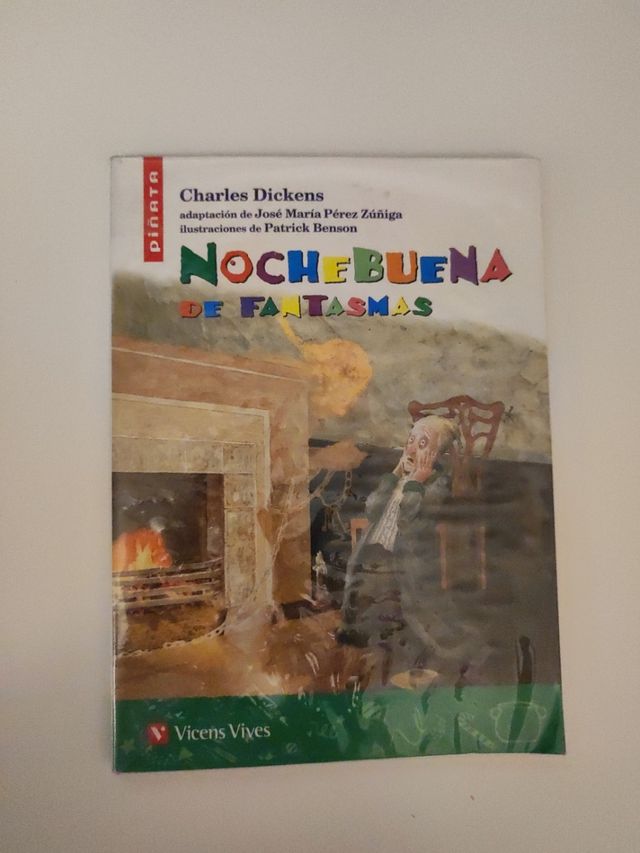 PIÑATA
Charles Dickens
adaptación de José María Pérez Zúñiga
ilustraciones de Patrick Benson
NOCHEBUENA
DE FANTASMAS
V Vicens Vives